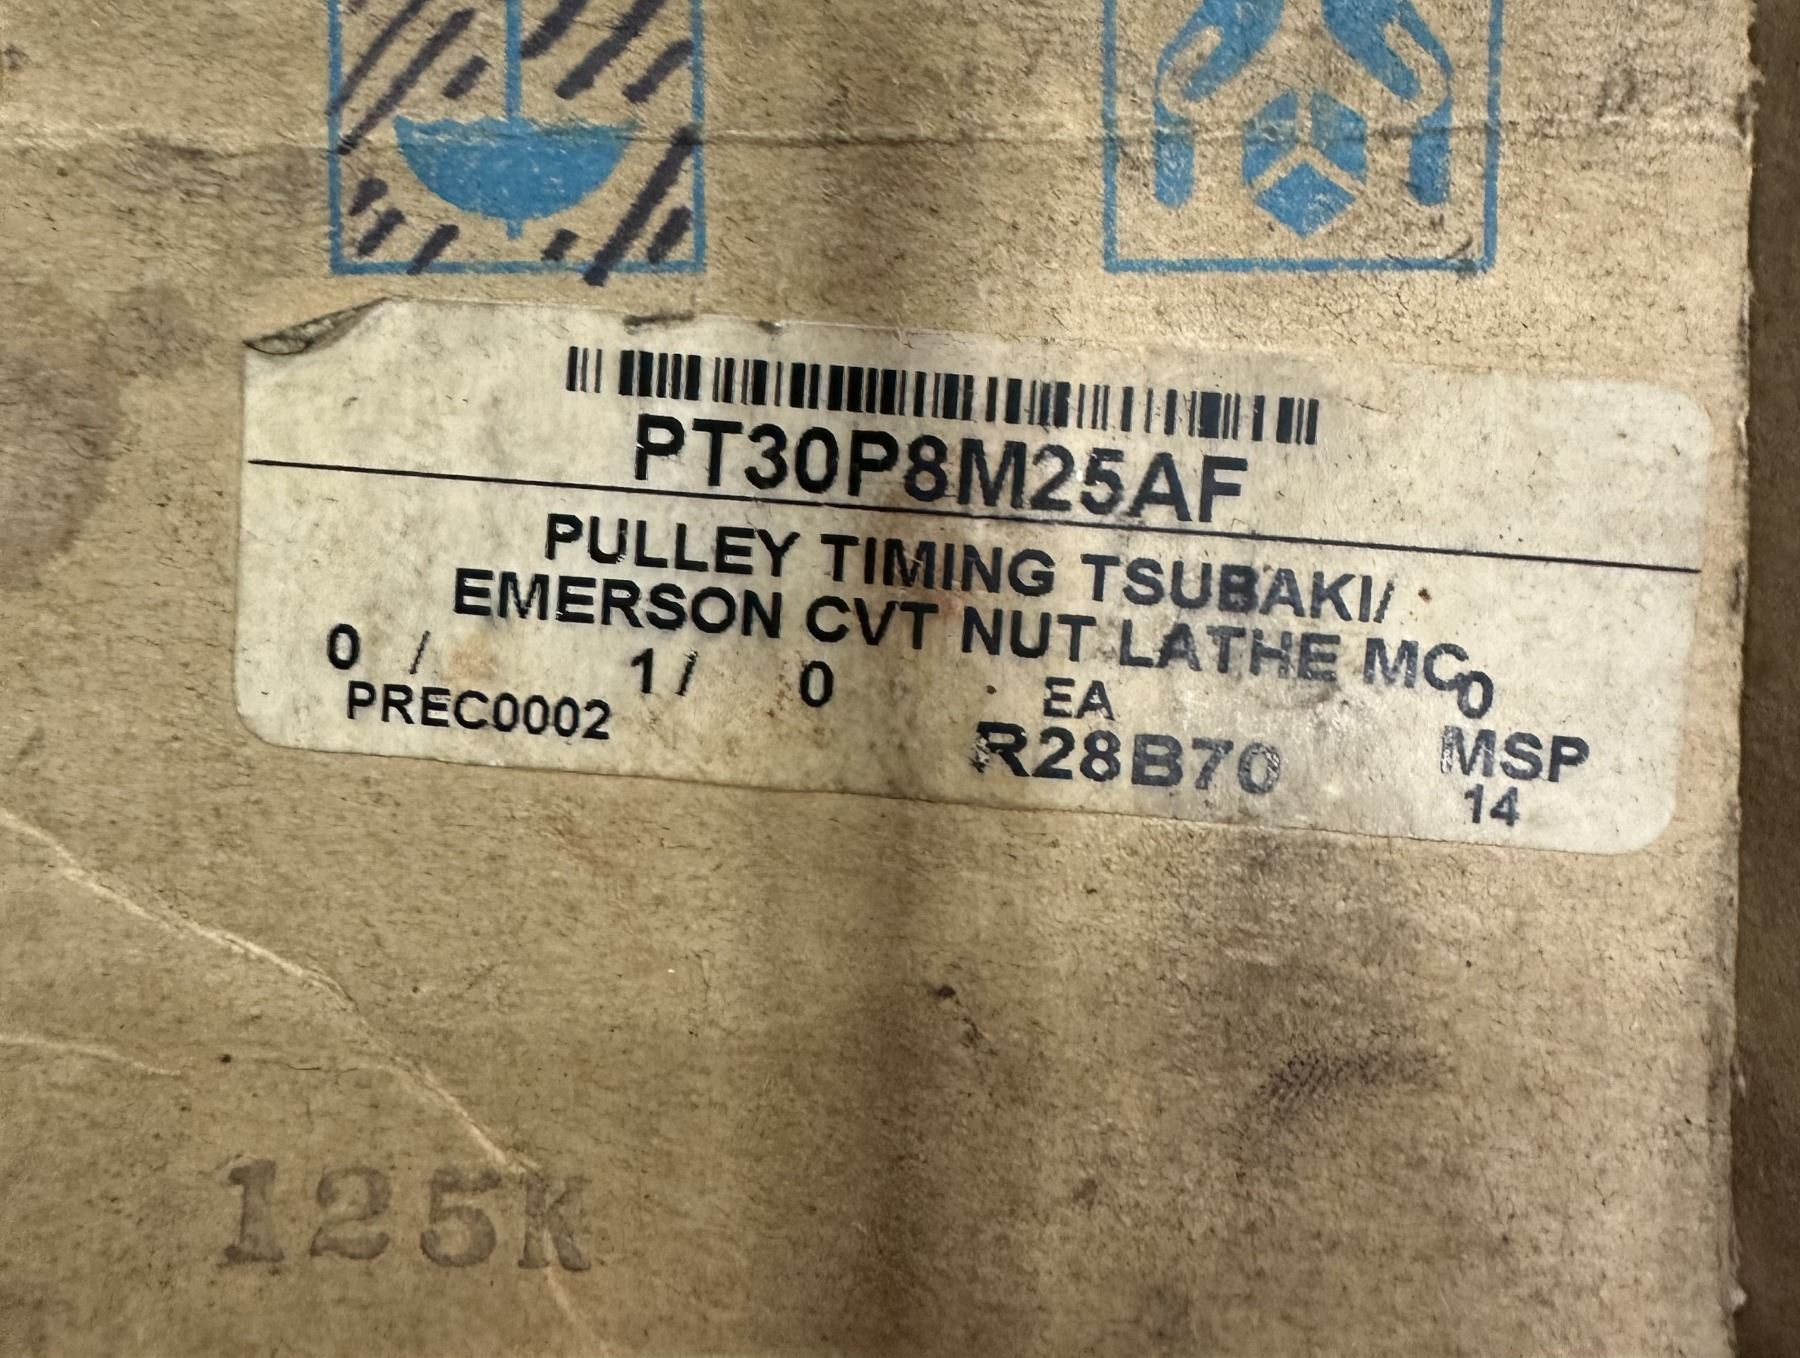 PT30P8M25AF
PULLEY TIMING TSUBAKI/
EMERSON CVT NUT LATHE MC
0 / 1 / 0 EA 0
PREC0002 R28B70 MSP
14
125K